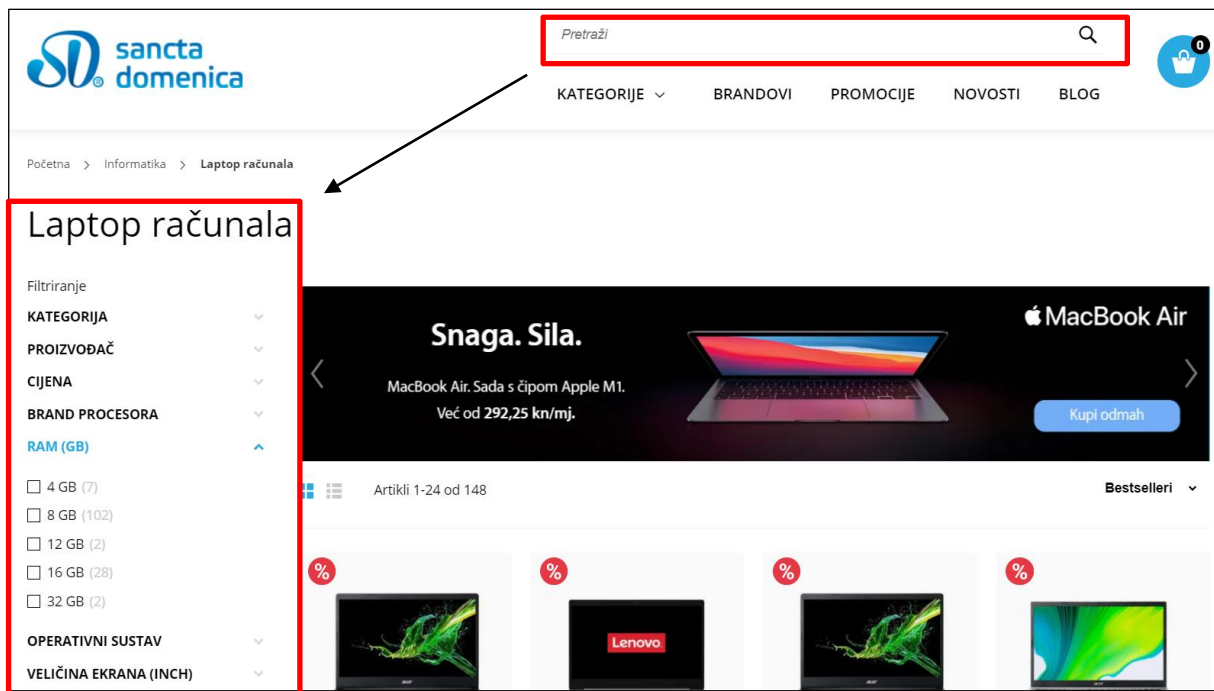 sancta
domenica
Pretraži
0
KATEGORIJE
BRANDOVI
PROMOCIJE
NOVOSTI
BLOG
Početna > Informatika > Laptop računala
Laptop računala
Filtriranje
KATEGORIJA
PROIZVOĐAČ
CIJENA
BRAND PROCESORA
RAM (GB)
4 GB (7)
8 GB (102)
12 GB (2)
16 GB (28)
32 GB (2)
OPERATIVNI SUSTAV
VELIČINA EKRANA (INCH)
Snaga. Sila.
MacBook Air. Sada s čipom Apple M1.
Već od 292,25 kn/mj.
MacBook Air
Kupi odmah
Artikli 1-24 od 148
Bestselleri
%
%
%
%
Lenovo
acer
acer
acer